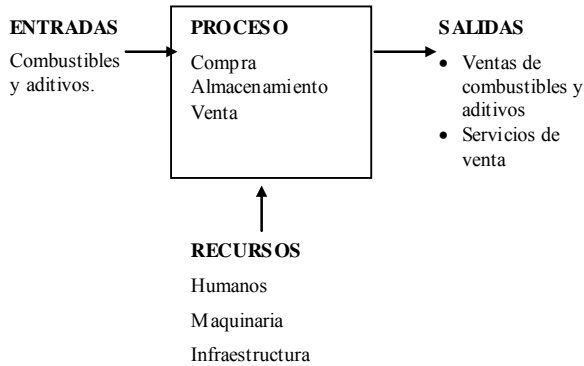 ENTRADAS
Combustibles
y aditivos.
PROCESO
Compra
Almacenamiento
Venta
SALIDAS
• Ventas de
combustibles y
aditivos
• Servicios de
venta
RECURSOS
Humanos
Maquinaria
Infraestructura